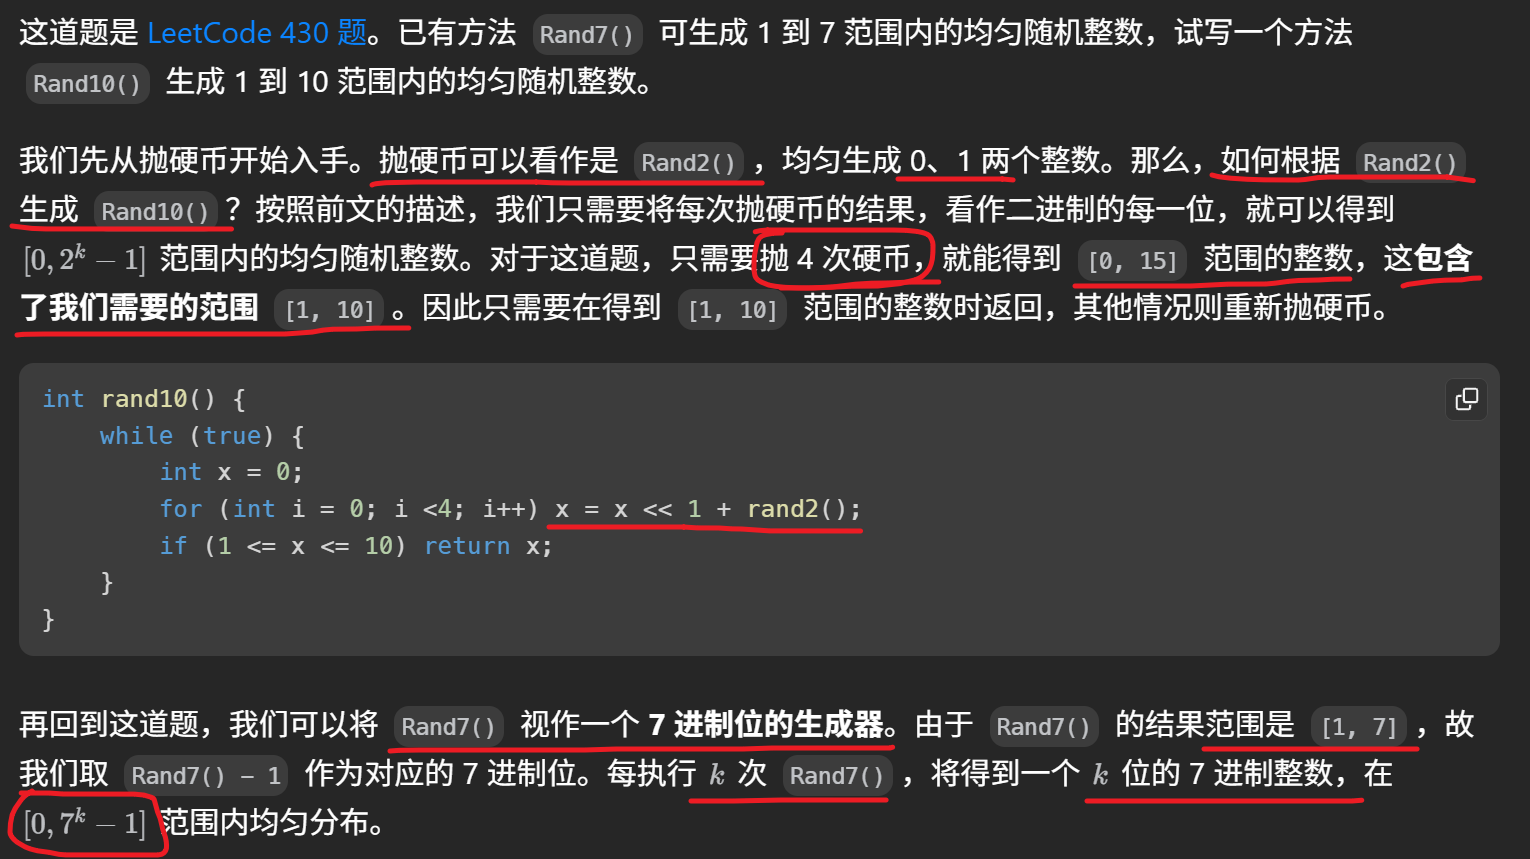 这道题是 LeetCode 430 题。已有方法 Rand7() 可生成 1 到 7 范围内的均匀随机整数，试写一个方法
Rand10() 生成 1 到 10 范围内的均匀随机整数。
我们先从抛硬币开始入手。抛硬币可以看作是 Rand2() ，均匀生成 0、1 两个整数。那么，如何根据 Rand2()
生成 Rand10() ？按照前文的描述，我们只需要将每次抛硬币的结果，看作二进制的每一位，就可以得到
[0, 2^k − 1] 范围内的均匀随机整数。对于这道题，只需要抛 4 次硬币，就能得到 [0, 15] 范围的整数，这包含
了我们需要的范围 [1, 10] 。因此只需要在得到 [1, 10] 范围的整数时返回，其他情况则重新抛硬币。
int rand10() {
    while (true) {
        int x = 0;
        for (int i = 0; i <4; i++) x = x << 1 + rand2();
        if (1 <= x <= 10) return x;
    }
}
再回到这道题，我们可以将 Rand7() 视作一个 7 进制位的生成器。由于 Rand7() 的结果范围是 [1, 7] ，故
我们取 Rand7() − 1 作为对应的 7 进制位。每执行 k 次 Rand7() ，将得到一个 k 位的 7 进制整数，在
[0, 7^k − 1] 范围内均匀分布。